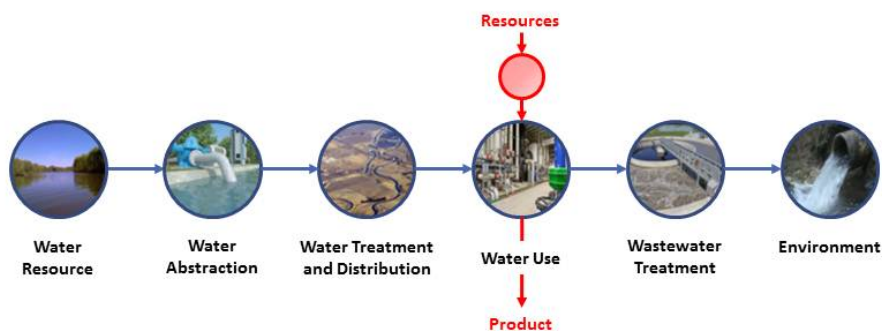 Resources
Water
Resource
Water
Abstraction
Water Treatment
and Distribution
Water Use
Wastewater
Treatment
Environment
Product